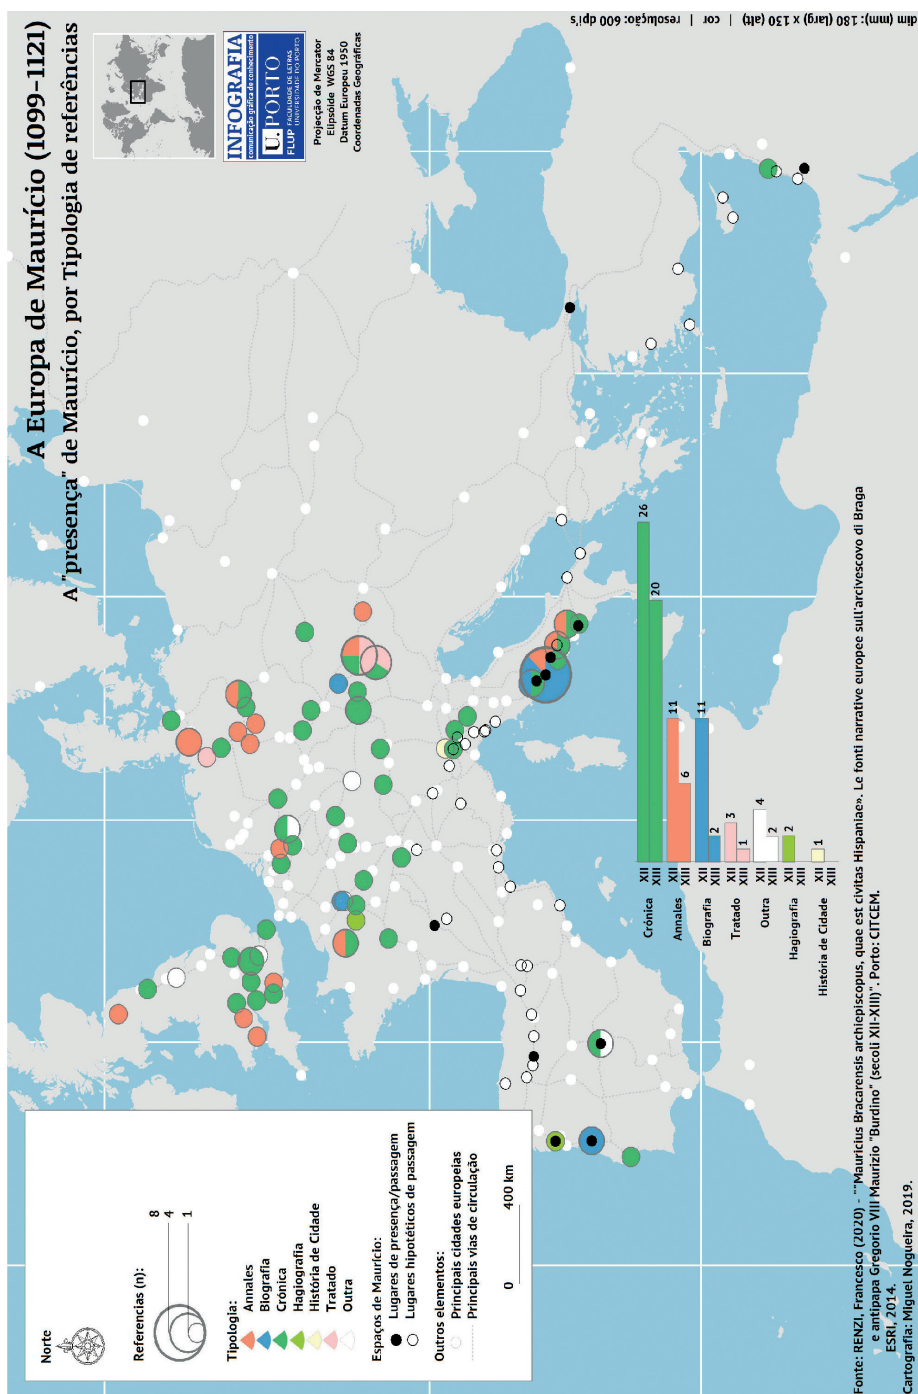 A Europa de Maurício (1099-1121)
A "presença" de Maurício, por Tipologia de referências
INFOGRAFIA
comunicação gráfica de conhecimento
U. PORTO
FLUP FACULDADE DE LETRAS
UNIVERSIDADE DO PORTO
Projecção de Mercator
Elipsóide WGS 84
Datum Europeu 1950
Coordenadas Geográficas
Norte
Referencias (n):
8
4
1
Tipologia:
Annales
Biografia
Crónica
Hagiografia
História de Cidade
Tratado
Outra
Espaços de Maurício:
Lugares de presença/passagem
Lugares hipotéticos de passagem
Outros elementos:
Principais cidades europeias
Principais vias de circulação
0 400 km
Crónica XII 26
XIII 20
Annales XII 11
XIII 6
Biografia XII 11
XIII 2
Tratado XII 3
XIII 1
Outra XII 4
XIII 2
Hagiografia XII 2
XIII
História de Cidade XII 1
XIII
Fonte: RENZI, Francesco (2020) - ""Mauricius Bracarensis archiepiscopus, quae est civitas Hispaniae». Le fonti narrative europee sull'arcivescovo di Braga
e antipapa Gregorio VIII Maurizio "Burdino" (secoli XII-XIII)". Porto: CITCEM.
ESRI, 2014.
Cartografia: Miguel Nogueira, 2019.
dim (mm): 180 (larg) x 150 (alt) | cor | resolução: 600 dpi's